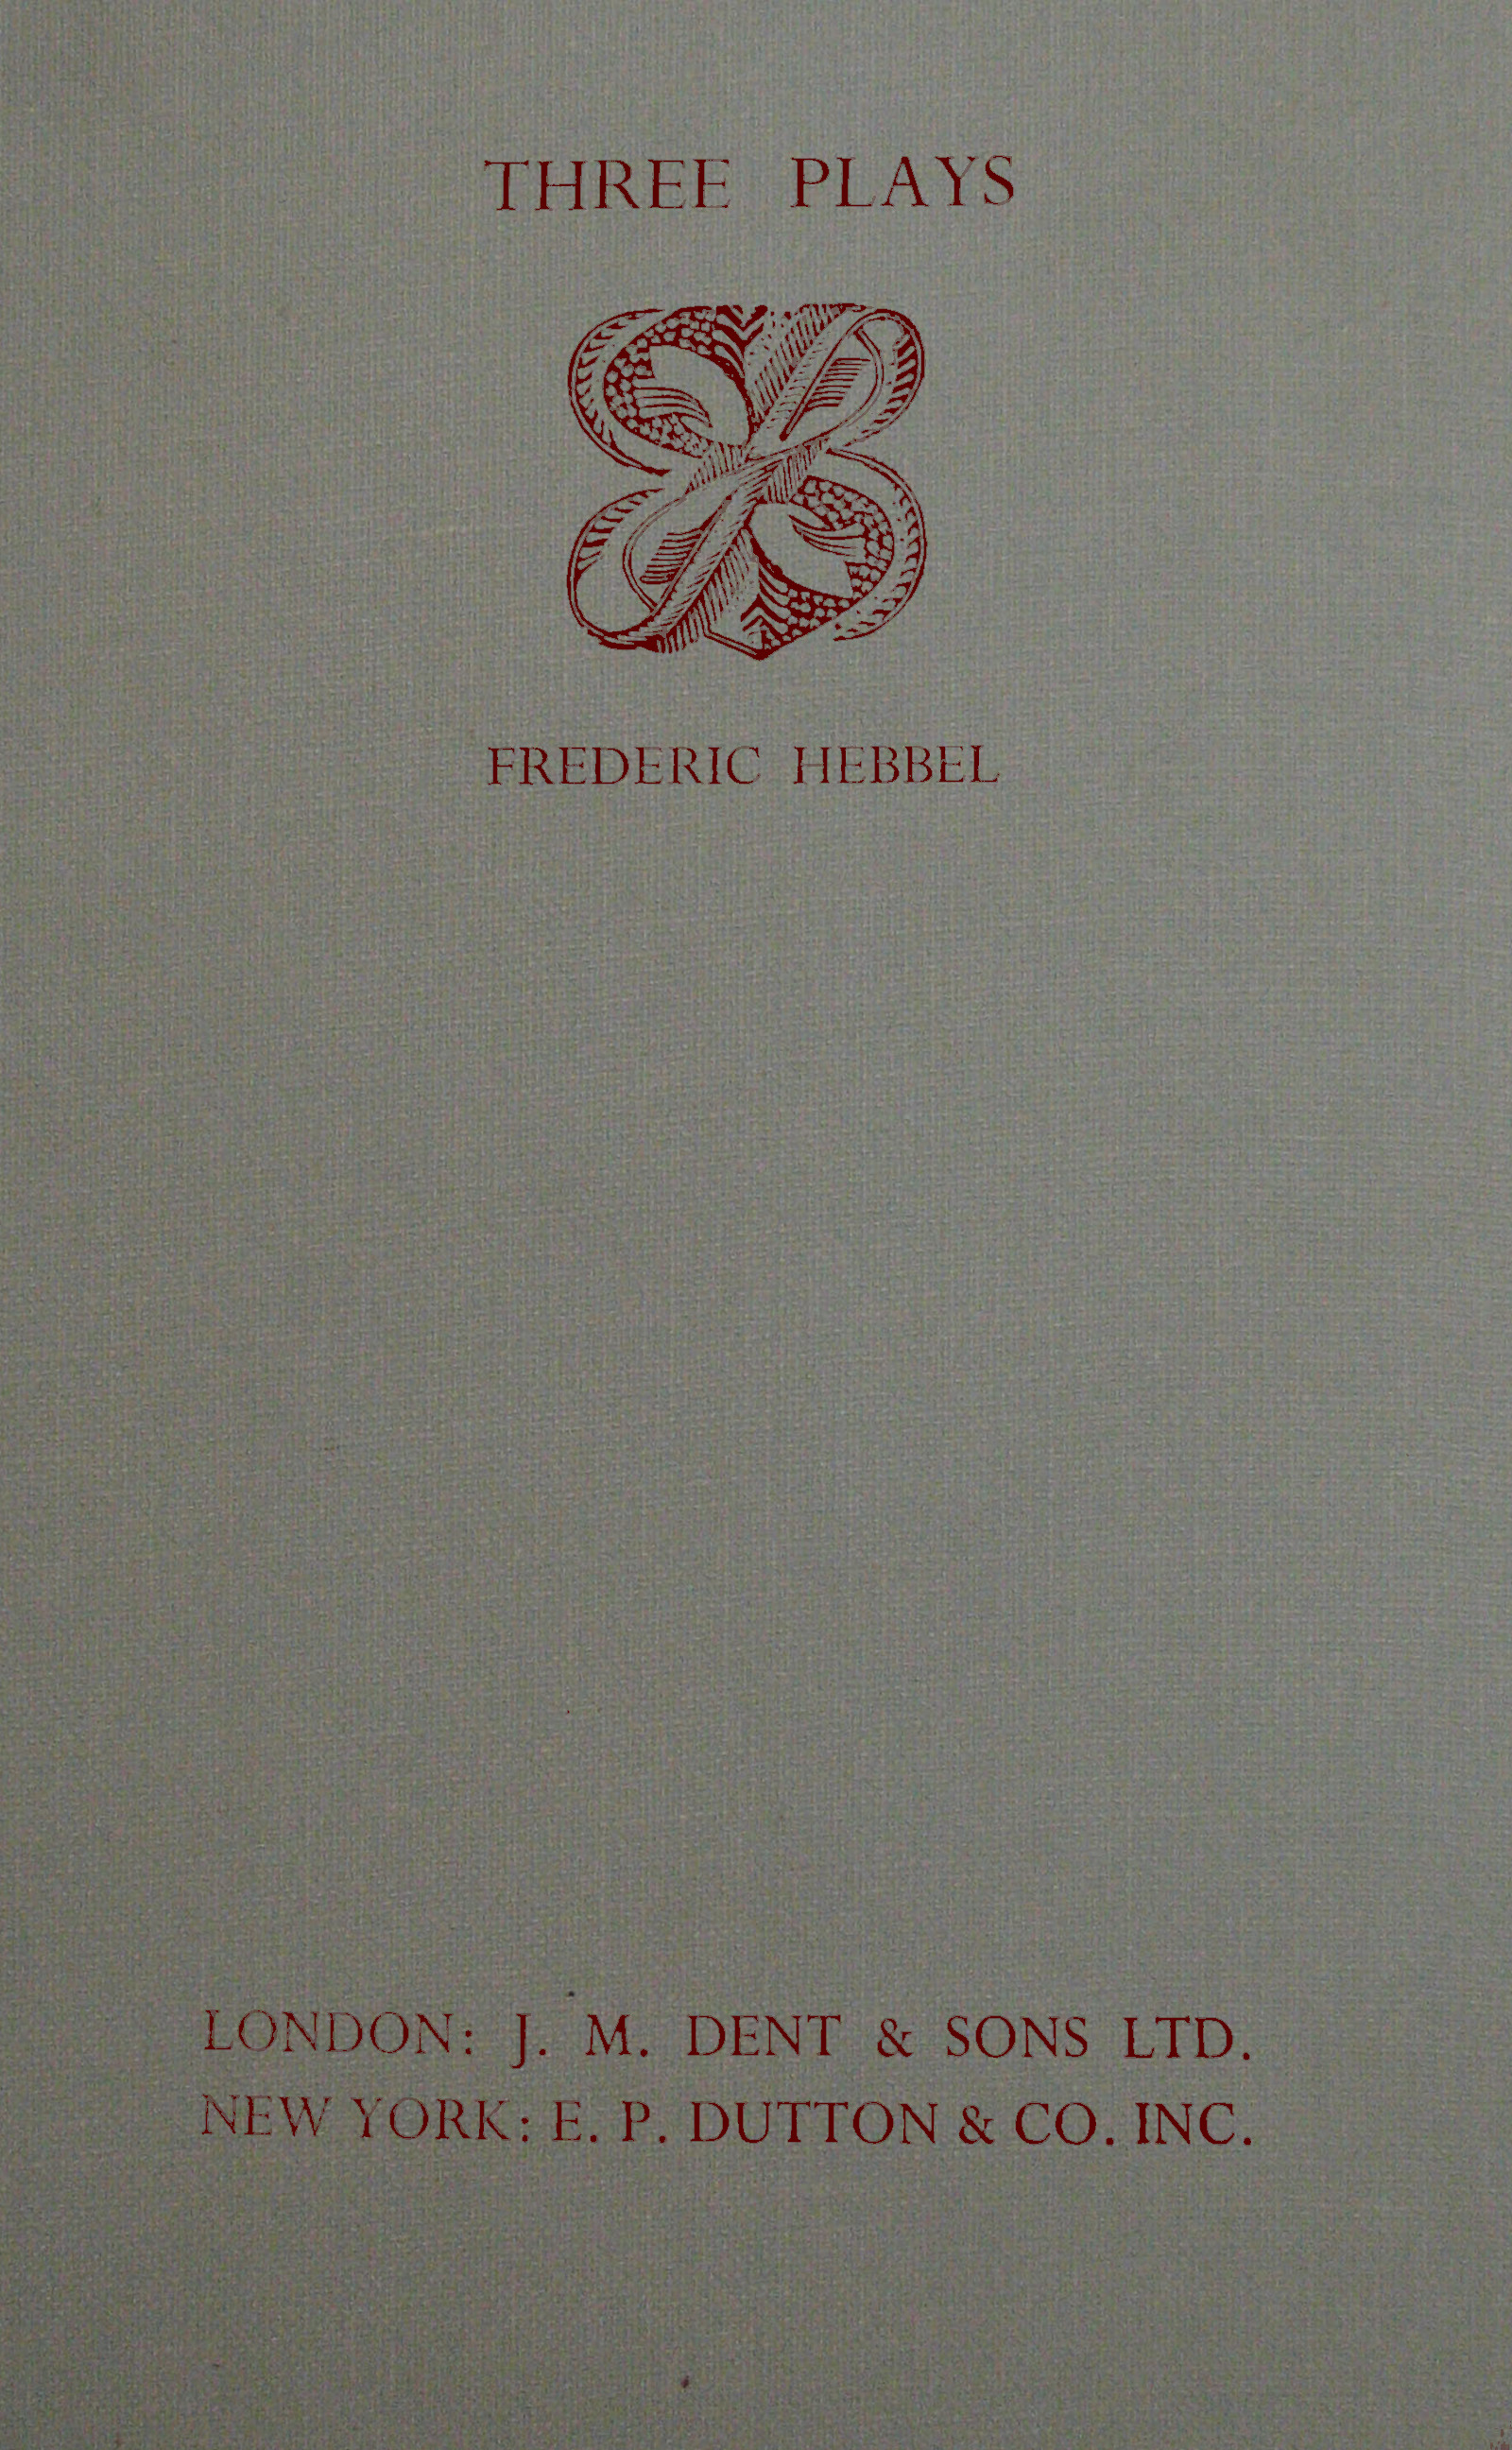 THREE PLAYS
FREDERIC HEBBEL
LONDON: J. M. DENT & SONS LTD.
NEW YORK: E. P. DUTTON & CO. INC.